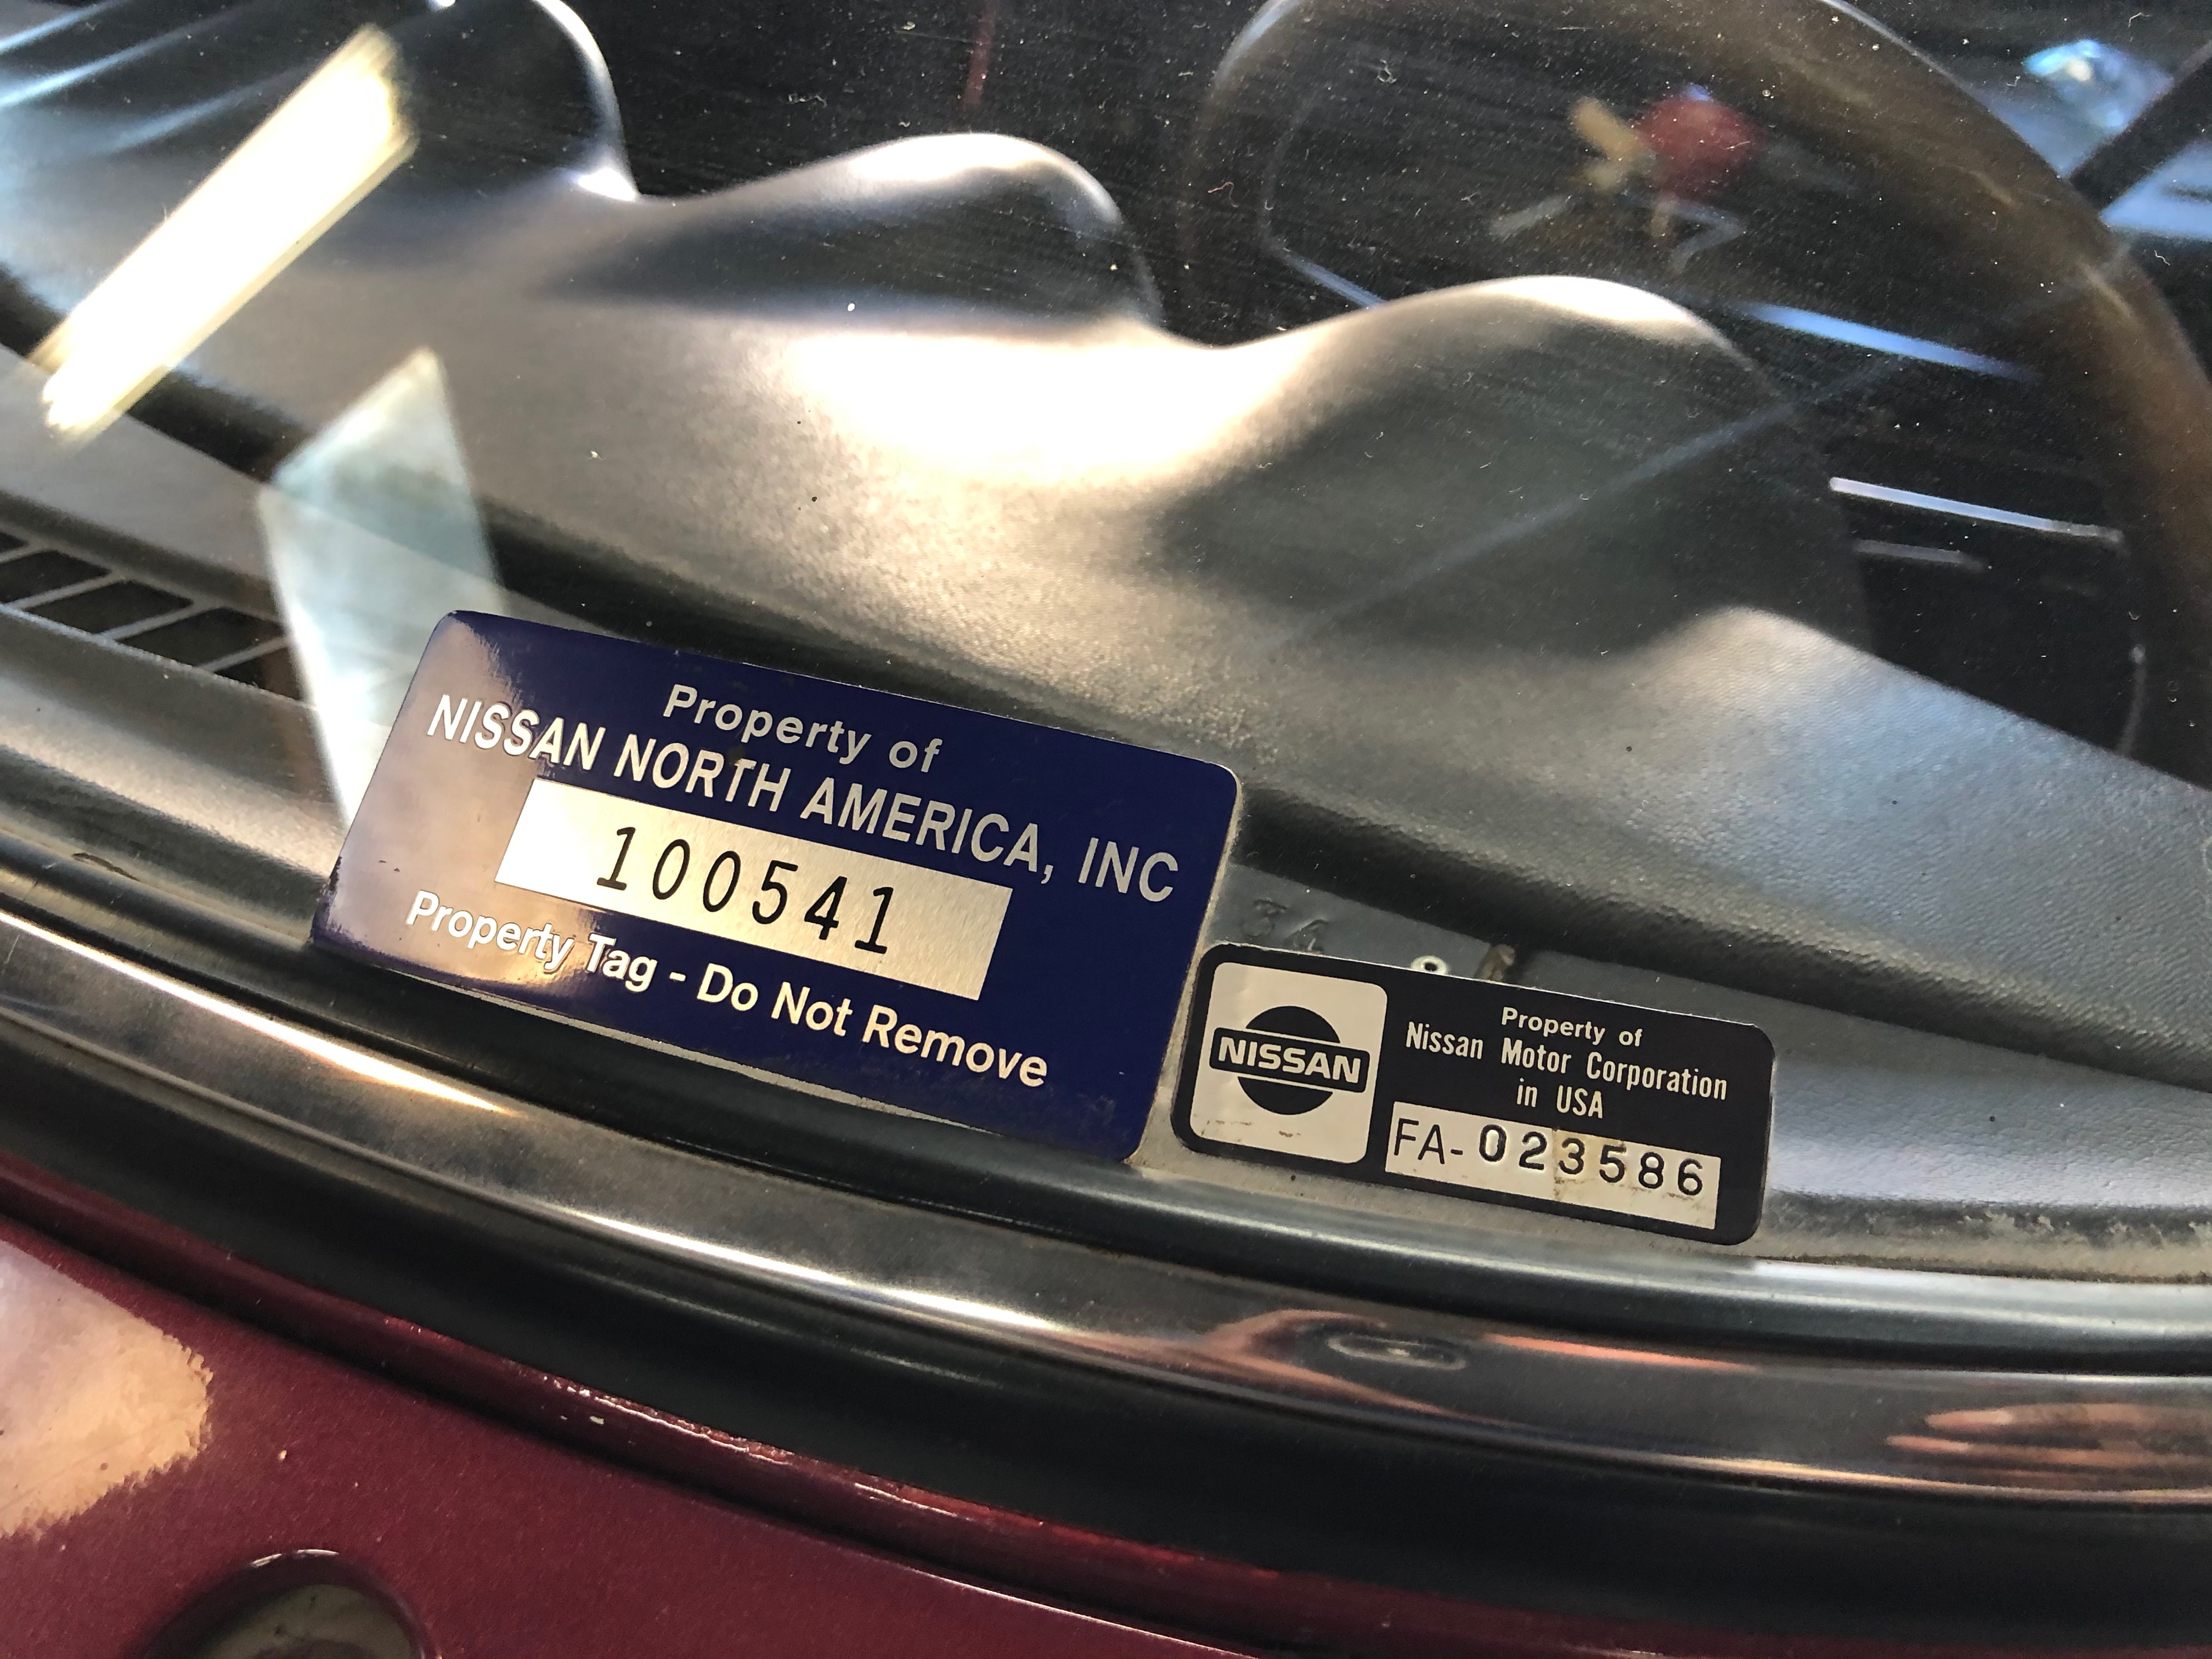 Property of
NISSAN NORTH AMERICA, INC
100541
Property Tag - Do Not Remove
NISSAN
Property of
Nissan Motor Corporation
in USA
FA-023586